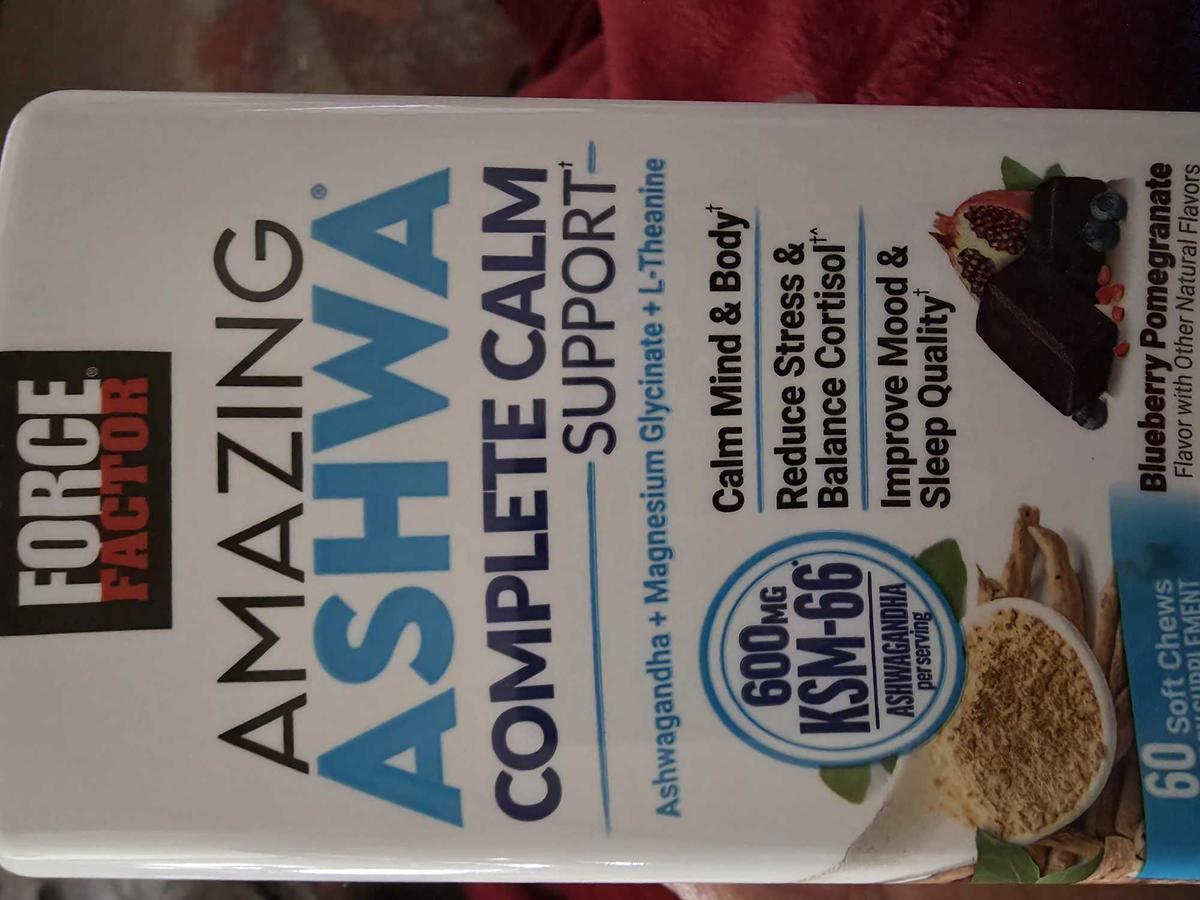 FORCE®
FACTOR
AMAZING
ASHWA®
COMPLETE CALM
SUPPORT†
Ashwagandha + Magnesium Glycinate + L-Theanine
600MG
KSM-66®
ASHWAGANDHA
per serving
Calm Mind & Body†
Reduce Stress &
Balance Cortisol†^
Improve Mood &
Sleep Quality†
Blueberry Pomegranate
Flavor with Other Natural Flavors
60 Soft Chews
SUPPLEMENT